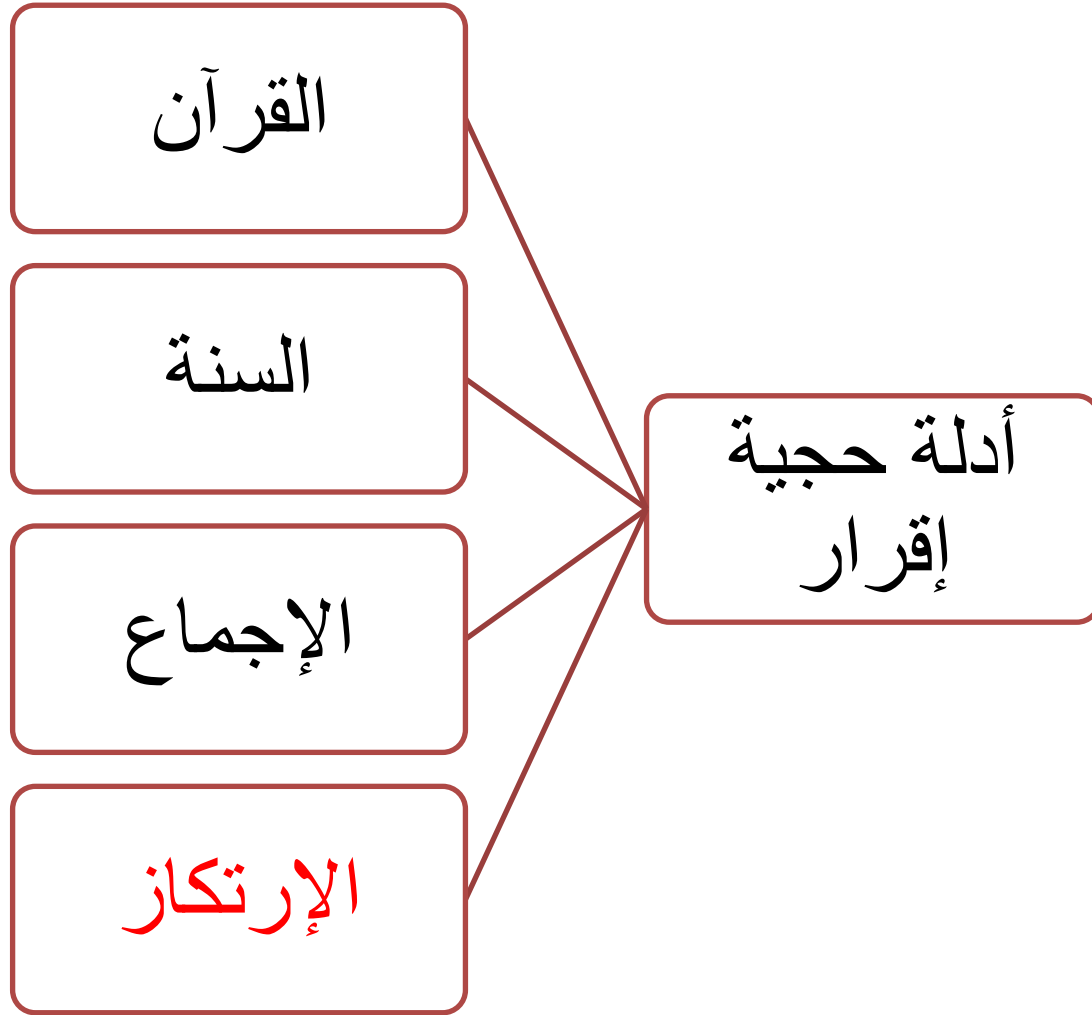 أدلة حجية
إقرار
القرآن
السنة
الإجماع
الإرتكاز